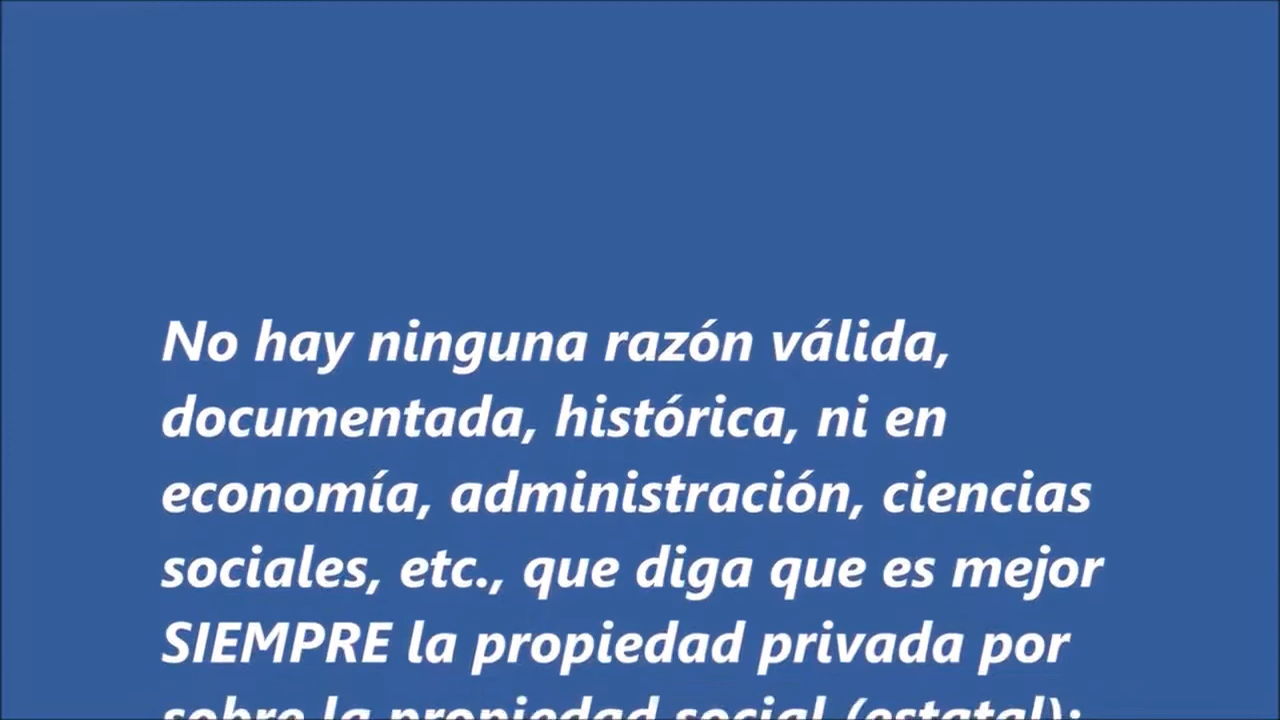 No hay ninguna razón válida,
documentada, histórica, ni en
economía, administración, ciencias
sociales, etc., que diga que es mejor
SIEMPRE la propiedad privada por
sobre la propiedad social (estatal);